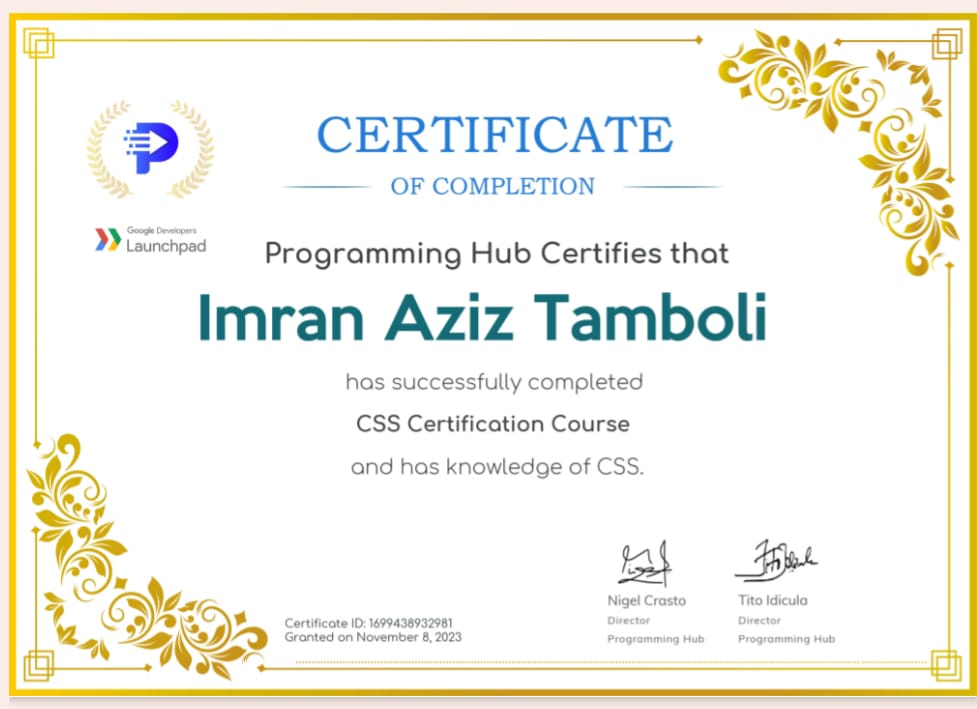 CERTIFICATE
OF COMPLETION
Google Developers
Launchpad
Programming Hub Certifies that
Imran Aziz Tamboli
has successfully completed
CSS Certification Course
and has knowledge of CSS.
Nigel Crasto
Director
Programming Hub
Tito Idicula
Director
Programming Hub
Certificate ID: 1699438932981
Granted on November 8, 2023